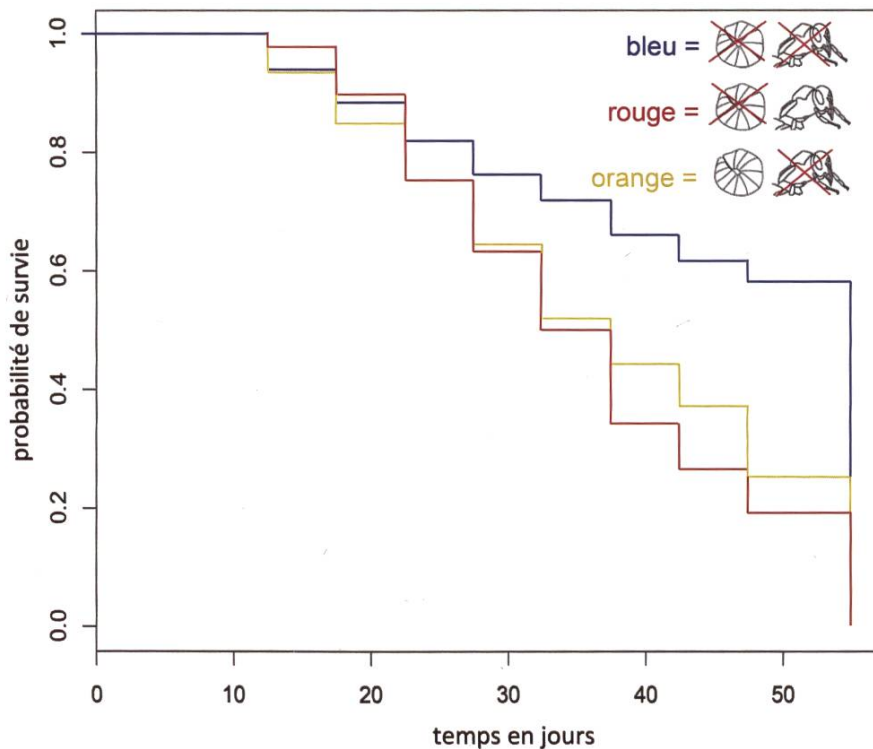 1.0
0.8
0.6
0.4
0.2
0.0
probabilité de survie
bleu =
rouge =
orange =
0 10 20 30 40 50
temps en jours